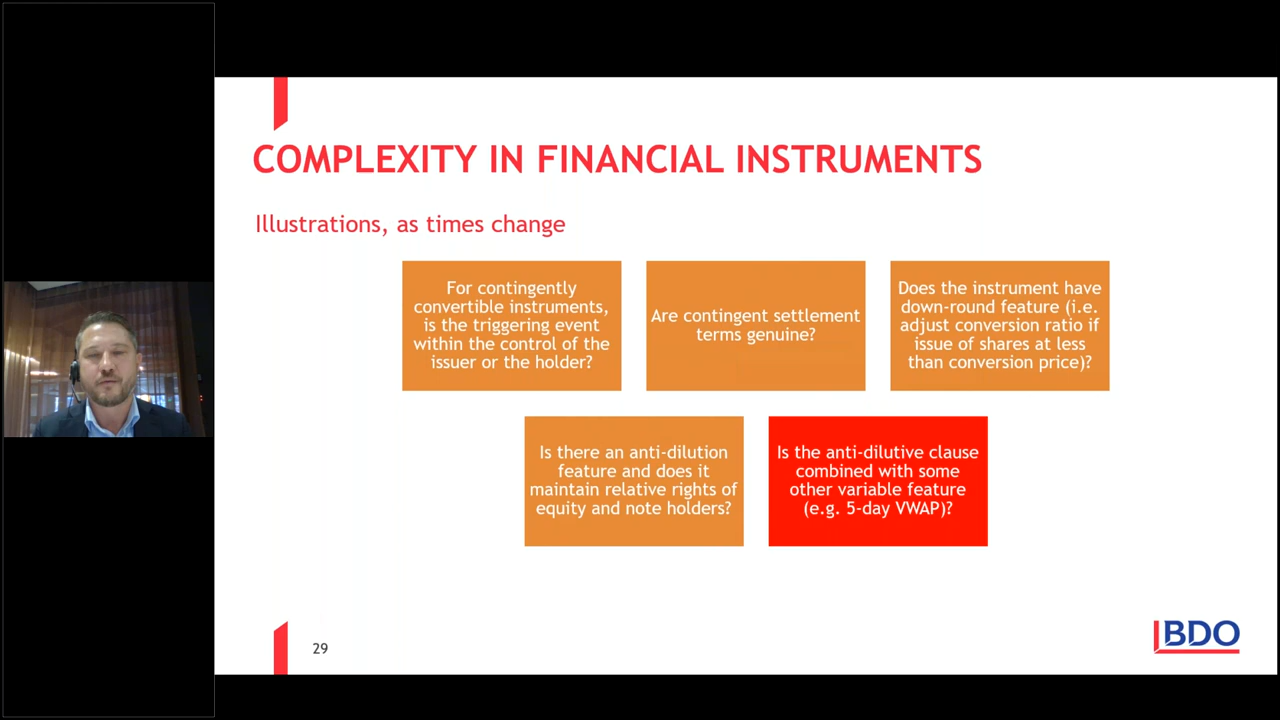 COMPLEXITY IN FINANCIAL INSTRUMENTS
Illustrations, as times change
For contingently
convertible instruments,
is the triggering event
within the control of the
issuer or the holder?
Are contingent settlement
terms genuine?
Does the instrument have
down-round feature (i.e.
adjust conversion ratio if
issue of shares at less
than conversion price)?
Is there an anti-dilution
feature and does it
maintain relative rights of
equity and note holders?
Is the anti-dilutive clause
combined with some
other variable feature
(e.g. 5-day VWAP)?
29
BDO